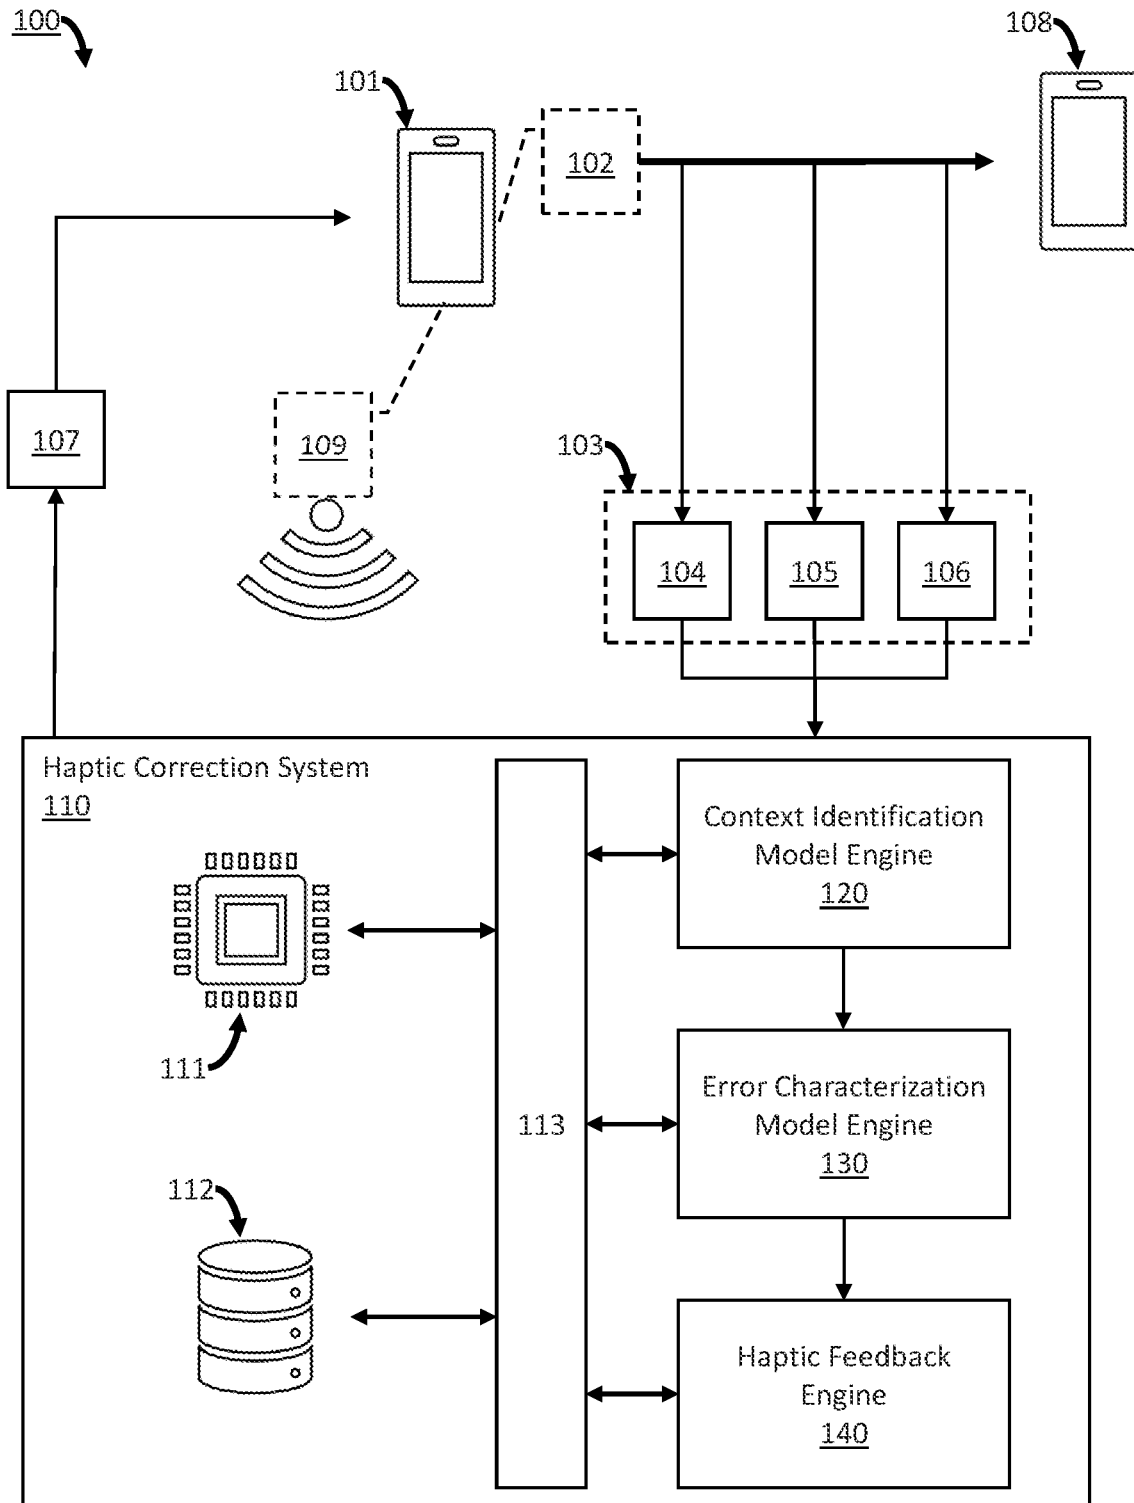 100
108
101
102
107
109
103
104
105
106
Haptic Correction System
110
Context Identification
Model Engine
120
111
Error Characterization
Model Engine
130
113
112
Haptic Feedback
Engine
140